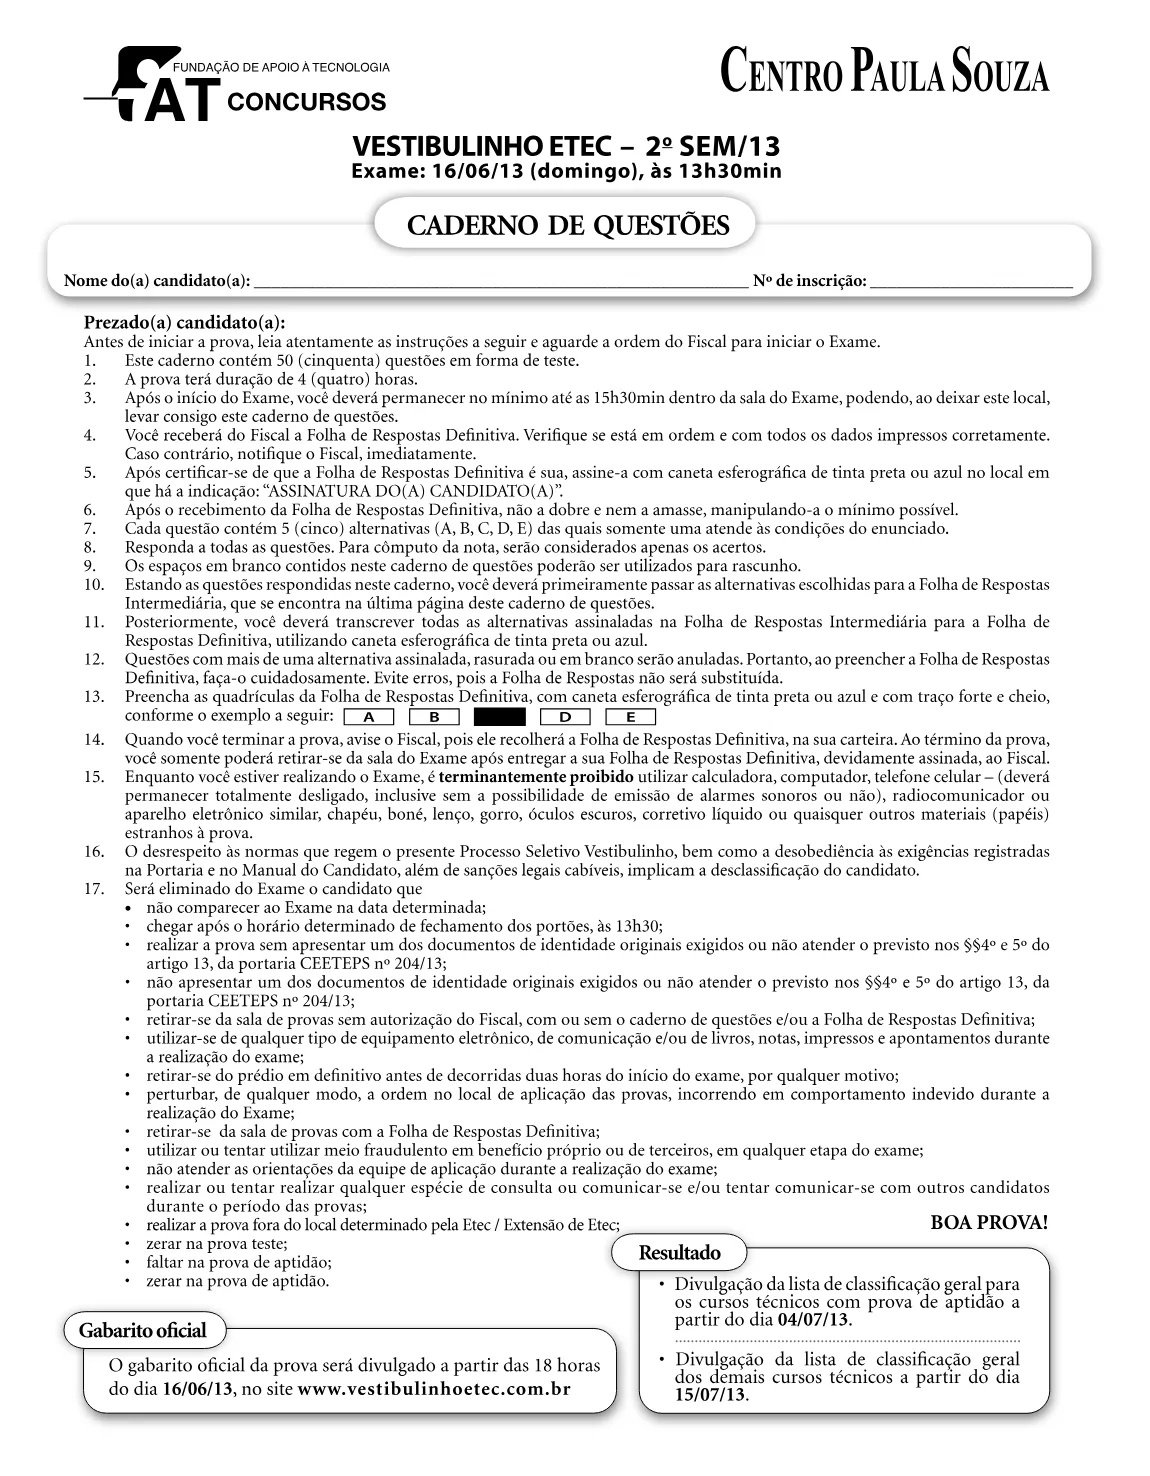 FUNDAÇÃO DE APOIO À TECNOLOGIA
FAT CONCURSOS
CENTRO PAULA SOUZA
VESTIBULINHO ETEC – 2º SEM/13
Exame: 16/06/13 (domingo), às 13h30min
CADERNO DE QUESTÕES
Nome do(a) candidato(a): ________________________________________________________ Nº de inscrição: _______________________
Prezado(a) candidato(a):
Antes de iniciar a prova, leia atentamente as instruções a seguir e aguarde a ordem do Fiscal para iniciar o Exame.
1. Este caderno contém 50 (cinquenta) questões em forma de teste.
2. A prova terá duração de 4 (quatro) horas.
3. Após o início do Exame, você deverá permanecer no mínimo até as 15h30min dentro da sala do Exame, podendo, ao deixar este local,
levar consigo este caderno de questões.
4. Você receberá do Fiscal a Folha de Respostas Definitiva. Verifique se está em ordem e com todos os dados impressos corretamente.
Caso contrário, notifique o Fiscal, imediatamente.
5. Após certificar-se de que a Folha de Respostas Definitiva é sua, assine-a com caneta esferográfica de tinta preta ou azul no local em
que há a indicação: “ASSINATURA DO(A) CANDIDATO(A)”.
6. Após o recebimento da Folha de Respostas Definitiva, não a dobre e nem a amasse, manipulando-a o mínimo possível.
7. Cada questão contém 5 (cinco) alternativas (A, B, C, D, E) das quais somente uma atende às condições do enunciado.
8. Responda a todas as questões. Para cômputo da nota, serão considerados apenas os acertos.
9. Os espaços em branco contidos neste caderno de questões poderão ser utilizados para rascunho.
10. Estando as questões respondidas neste caderno, você deverá primeiramente passar as alternativas escolhidas para a Folha de Respostas
Intermediária, que se encontra na última página deste caderno de questões.
11. Posteriormente, você deverá transcrever todas as alternativas assinaladas na Folha de Respostas Intermediária para a Folha de
Respostas Definitiva, utilizando caneta esferográfica de tinta preta ou azul.
12. Questões com mais de uma alternativa assinalada, rasurada ou em branco serão anuladas. Portanto, ao preencher a Folha de Respostas
Definitiva, faça-o cuidadosamente. Evite erros, pois a Folha de Respostas não será substituída.
13. Preencha as quadrículas da Folha de Respostas Definitiva, com caneta esferográfica de tinta preta ou azul e com traço forte e cheio,
conforme o exemplo a seguir: A B D E
14. Quando você terminar a prova, avise o Fiscal, pois ele recolherá a Folha de Respostas Definitiva, na sua carteira. Ao término da prova,
você somente poderá retirar-se da sala do Exame após entregar a sua Folha de Respostas Definitiva, devidamente assinada, ao Fiscal.
15. Enquanto você estiver realizando o Exame, é terminantemente proibido utilizar calculadora, computador, telefone celular – (deverá
permanecer totalmente desligado, inclusive sem a possibilidade de emissão de alarmes sonoros ou não), radiocomunicador ou
aparelho eletrônico similar, chapéu, boné, lenço, gorro, óculos escuros, corretivo líquido ou quaisquer outros materiais (papéis)
estranhos à prova.
16. O desrespeito às normas que regem o presente Processo Seletivo Vestibulinho, bem como a desobediência às exigências registradas
na Portaria e no Manual do Candidato, além de sanções legais cabíveis, implicam a desclassificação do candidato.
17. Será eliminado do Exame o candidato que
• não comparecer ao Exame na data determinada;
• chegar após o horário determinado de fechamento dos portões, às 13h30;
• realizar a prova sem apresentar um dos documentos de identidade originais exigidos ou não atender o previsto nos §§4º e 5º do
artigo 13, da portaria CEETEPS nº 204/13;
• não apresentar um dos documentos de identidade originais exigidos ou não atender o previsto nos §§4º e 5º do artigo 13, da
portaria CEETEPS nº 204/13;
• retirar-se da sala de provas sem autorização do Fiscal, com ou sem o caderno de questões e/ou a Folha de Respostas Definitiva;
• utilizar-se de qualquer tipo de equipamento eletrônico, de comunicação e/ou de livros, notas, impressos e apontamentos durante
a realização do exame;
• retirar-se do prédio em definitivo antes de decorridas duas horas do início do exame, por qualquer motivo;
• perturbar, de qualquer modo, a ordem no local de aplicação das provas, incorrendo em comportamento indevido durante a
realização do Exame;
• retirar-se da sala de provas com a Folha de Respostas Definitiva;
• utilizar ou tentar utilizar meio fraudulento em benefício próprio ou de terceiros, em qualquer etapa do exame;
• não atender as orientações da equipe de aplicação durante a realização do exame;
• realizar ou tentar realizar qualquer espécie de consulta ou comunicar-se e/ou tentar comunicar-se com outros candidatos
durante o período das provas;
• realizar a prova fora do local determinado pela Etec / Extensão de Etec;
• zerar na prova teste;
• faltar na prova de aptidão;
• zerar na prova de aptidão.
BOA PROVA!
Gabarito oficial
O gabarito oficial da prova será divulgado a partir das 18 horas
do dia 16/06/13, no site www.vestibulinhoetec.com.br
Resultado
• Divulgação da lista de classificação geral para
os cursos técnicos com prova de aptidão a
partir do dia 04/07/13.
• Divulgação da lista de classificação geral
dos demais cursos técnicos a partir do dia
15/07/13.